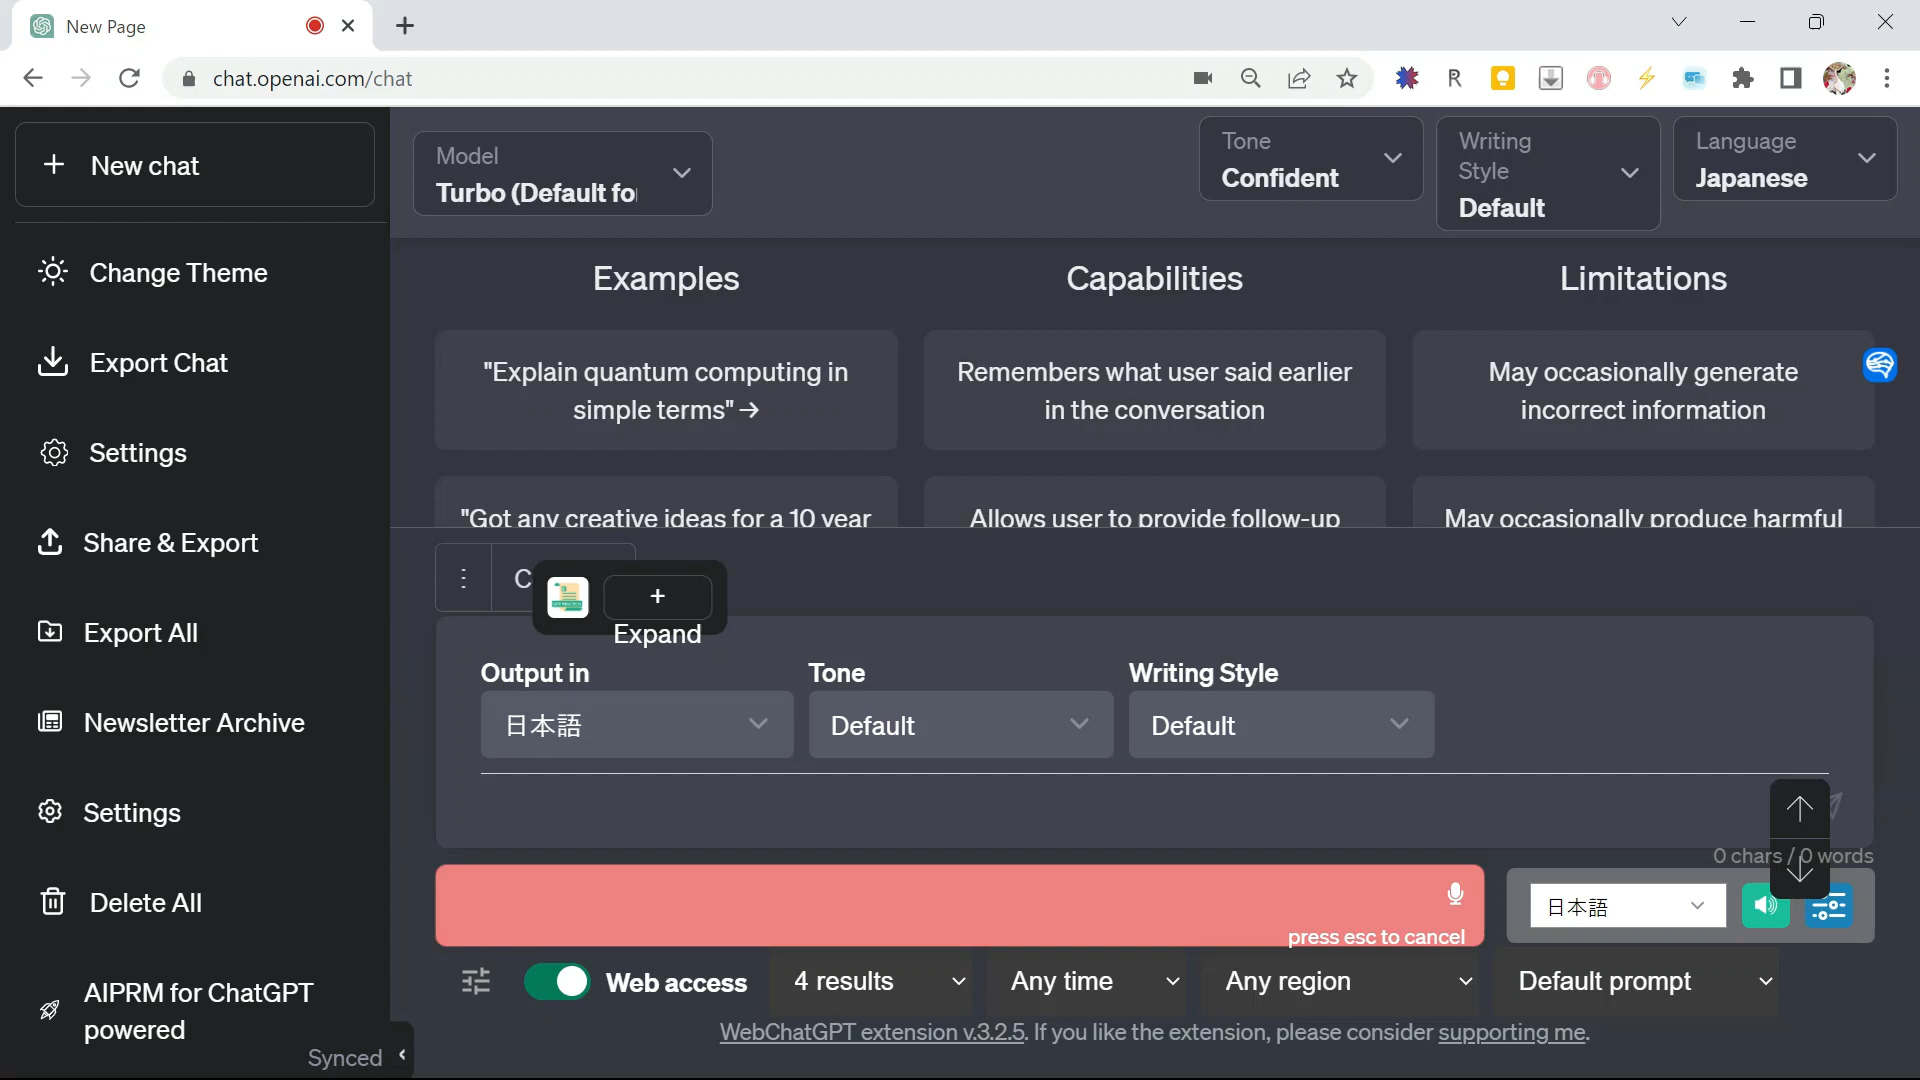 New Page
chat.openai.com/chat
New chat
Change Theme
Export Chat
Settings
Share & Export
Export All
Newsletter Archive
Settings
Delete All
AIPRM for ChatGPT
powered
Synced
Model
Turbo (Default fo
Tone
Confident
Writing
Style
Default
Language
Japanese
Examples
Capabilities
Limitations
"Explain quantum computing in
simple terms" →
Remembers what user said earlier
in the conversation
May occasionally generate
incorrect information
"Got any creative ideas for a 10 year
Allows user to provide follow-up
May occasionally produce harmful
C
+
Expand
Output in
日本語
Tone
Default
Writing Style
Default
0 chars / 0 words
press esc to cancel
日本語
Web access
4 results
Any time
Any region
Default prompt
WebChatGPT extension v.3.2.5. If you like the extension, please consider supporting me.